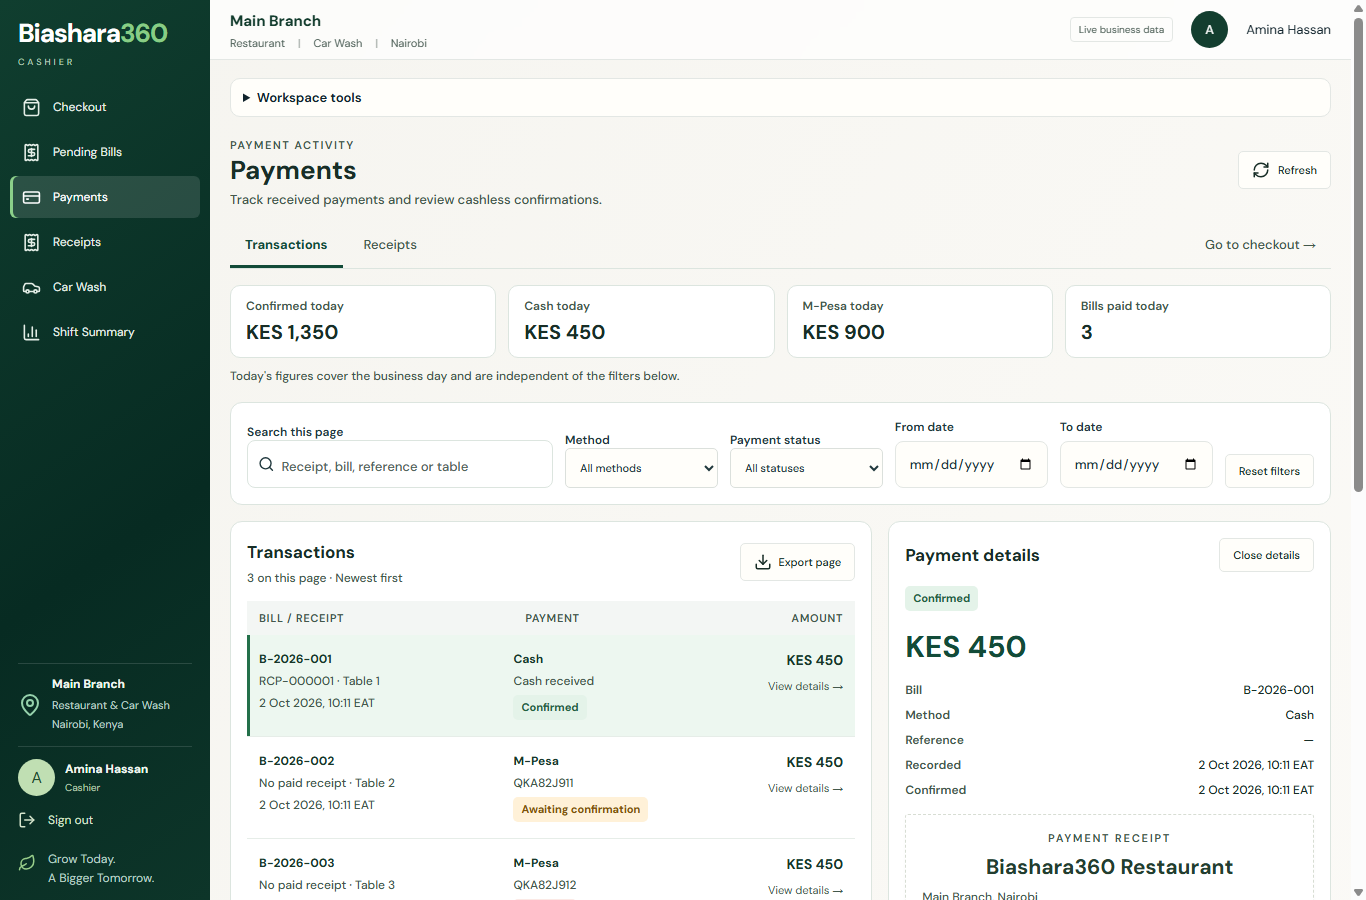 Biashara360
CASHIER
Checkout
Pending Bills
Payments
Receipts
Car Wash
Shift Summary
Main Branch
Restaurant & Car Wash
Nairobi, Kenya
A
Amina Hassan
Cashier
Sign out
Grow Today.
A Bigger Tomorrow.
Main Branch
Restaurant | Car Wash | Nairobi
Live business data
A
Amina Hassan
Workspace tools
PAYMENT ACTIVITY
Payments
Track received payments and review cashless confirmations.
Refresh
Transactions
Receipts
Go to checkout →
Confirmed today
KES 1,350
Cash today
KES 450
M-Pesa today
KES 900
Bills paid today
3
Today's figures cover the business day and are independent of the filters below.
Search this page
Receipt, bill, reference or table
Method
All methods
Payment status
All statuses
From date
mm/dd/yyyy
To date
mm/dd/yyyy
Reset filters
Transactions
3 on this page · Newest first
Export page
BILL / RECEIPT PAYMENT AMOUNT
B-2026-001 Cash KES 450
RCP-000001 · Table 1 Cash received View details →
2 Oct 2026, 10:11 EAT Confirmed
B-2026-002 M-Pesa KES 450
No paid receipt · Table 2 QKA82J911 View details →
2 Oct 2026, 10:11 EAT Awaiting confirmation
B-2026-003 M-Pesa KES 450
No paid receipt · Table 3 QKA82J912 View details →
Payment details
Close details
Confirmed
KES 450
Bill B-2026-001
Method Cash
Reference —
Recorded 2 Oct 2026, 10:11 EAT
Confirmed 2 Oct 2026, 10:11 EAT
PAYMENT RECEIPT
Biashara360 Restaurant
Main Branch, Nairobi